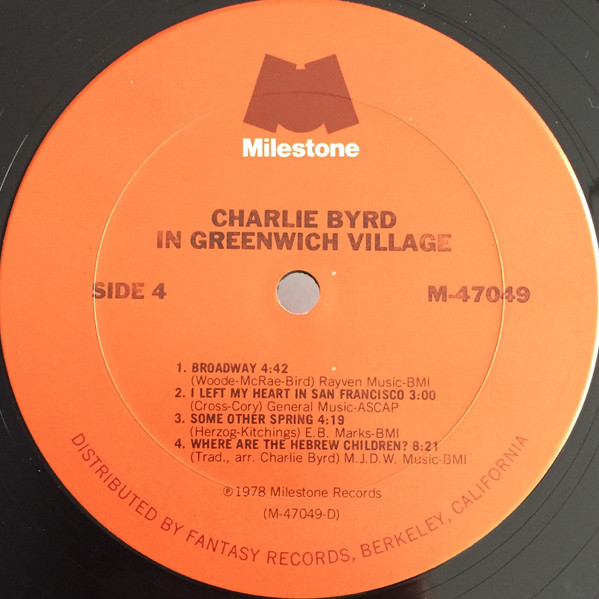 Milestone
CHARLIE BYRD
IN GREENWICH VILLAGE
SIDE 4
M-47049
1. BROADWAY 4:42
(Woode-McRae-Bird) Rayven Music-BMI
2. I LEFT MY HEART IN SAN FRANCISCO 3:00
(Cross-Cory) General Music-ASCAP
3. SOME OTHER SPRING 4:19
(Herzog-Kitchings) E.B. Marks-BMI
4. WHERE ARE THE HEBREW CHILDREN? 8:21
(Trad., arr. Charlie Byrd) M.J.D.W. Music-BMI
℗1978 Milestone Records
(M-47049-D)
DISTRIBUTED BY FANTASY RECORDS, BERKELEY, CALIFORNIA